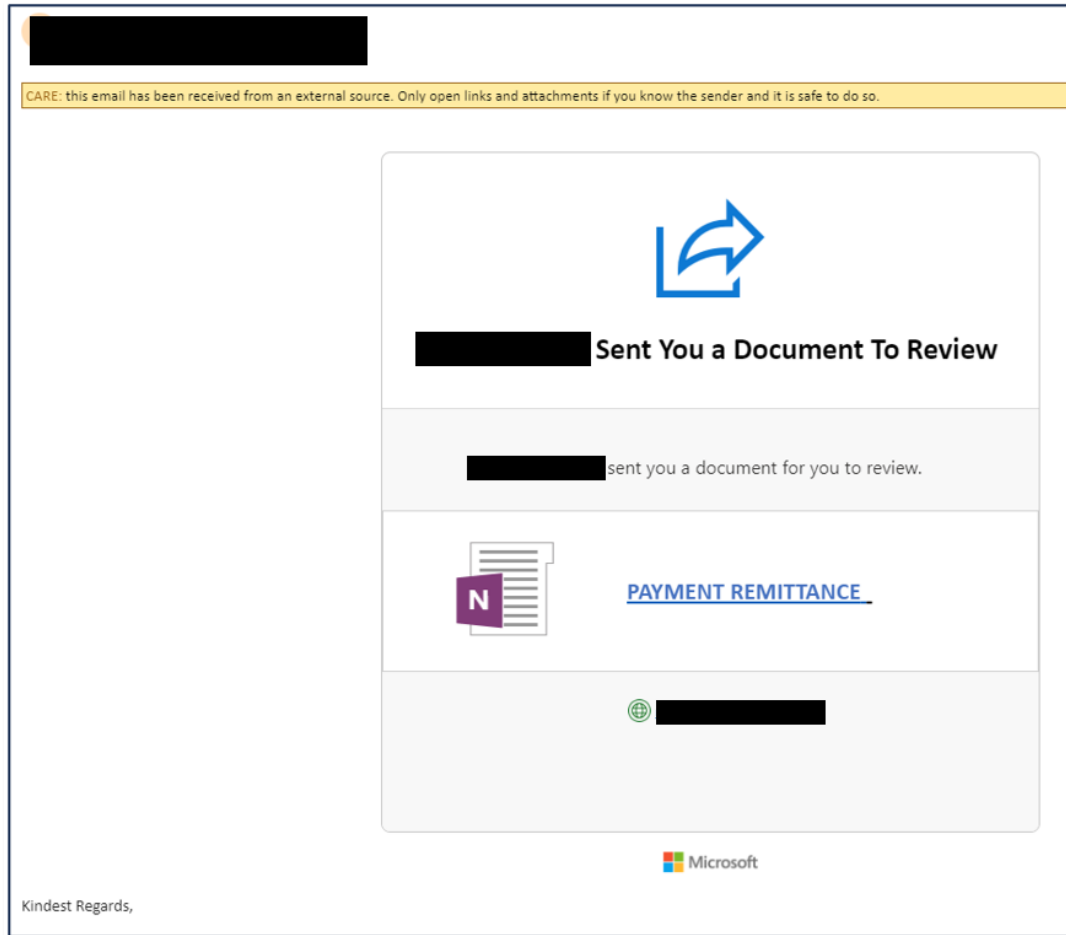 CARE: this email has been received from an external source. Only open links and attachments if you know the sender and it is safe to do so.
Sent You a Document To Review
sent you a document for you to review.
N
PAYMENT REMITTANCE
Microsoft
Kindest Regards,